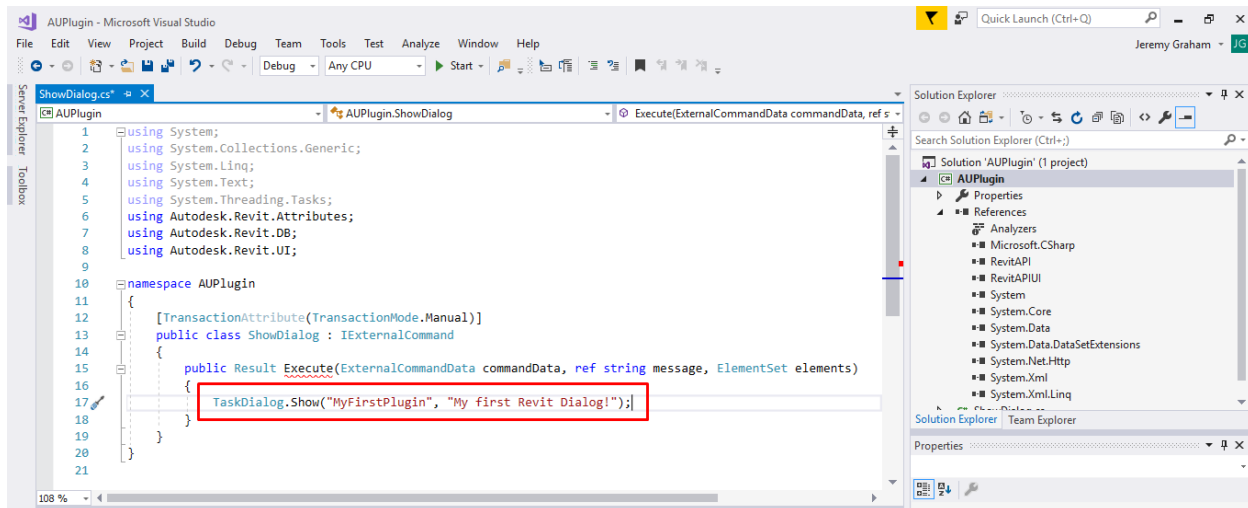 AUPlugin - Microsoft Visual Studio
Quick Launch (Ctrl+Q)
File Edit View Project Build Debug Team Tools Test Analyze Window Help
Jeremy Graham JG
Debug Any CPU Start
Server Explorer
Toolbox
ShowDialog.cs*
C# AUPlugin AUPlugin.ShowDialog Execute(ExternalCommandData commandData, ref s
1 using System;
2 using System.Collections.Generic;
3 using System.Linq;
4 using System.Text;
5 using System.Threading.Tasks;
6 using Autodesk.Revit.Attributes;
7 using Autodesk.Revit.DB;
8 using Autodesk.Revit.UI;
9
10 namespace AUPlugin
11 {
12 [TransactionAttribute(TransactionMode.Manual)]
13 public class ShowDialog : IExternalCommand
14 {
15 public Result Execute(ExternalCommandData commandData, ref string message, ElementSet elements)
16 {
17 TaskDialog.Show("MyFirstPlugin", "My first Revit Dialog!");
18 }
19 }
20 }
21
108 %
Solution Explorer
Search Solution Explorer (Ctrl+;)
Solution 'AUPlugin' (1 project)
C# AUPlugin
Properties
References
Analyzers
Microsoft.CSharp
RevitAPI
RevitAPIUI
System
System.Core
System.Data
System.Data.DataSetExtensions
System.Net.Http
System.Xml
System.Xml.Linq
Solution Explorer Team Explorer
Properties